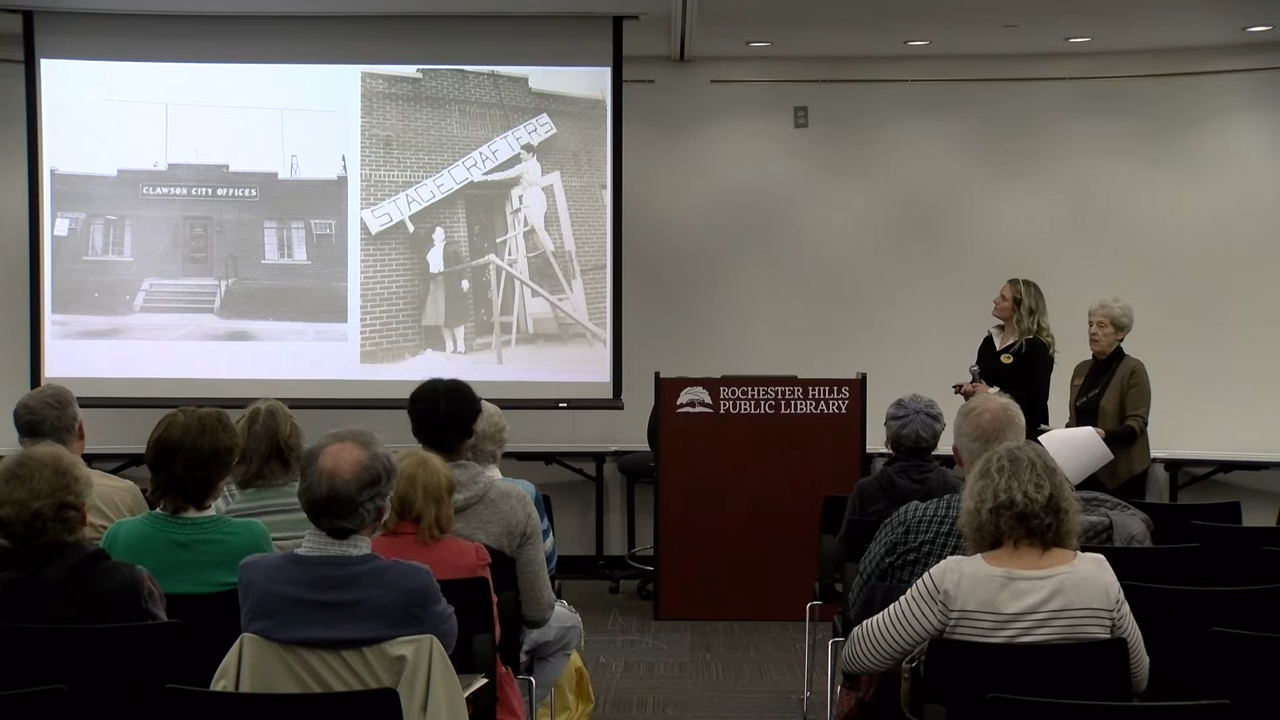 CLAWSON CITY OFFICES
STAGECRAFTERS
ROCHESTER HILLS
PUBLIC LIBRARY